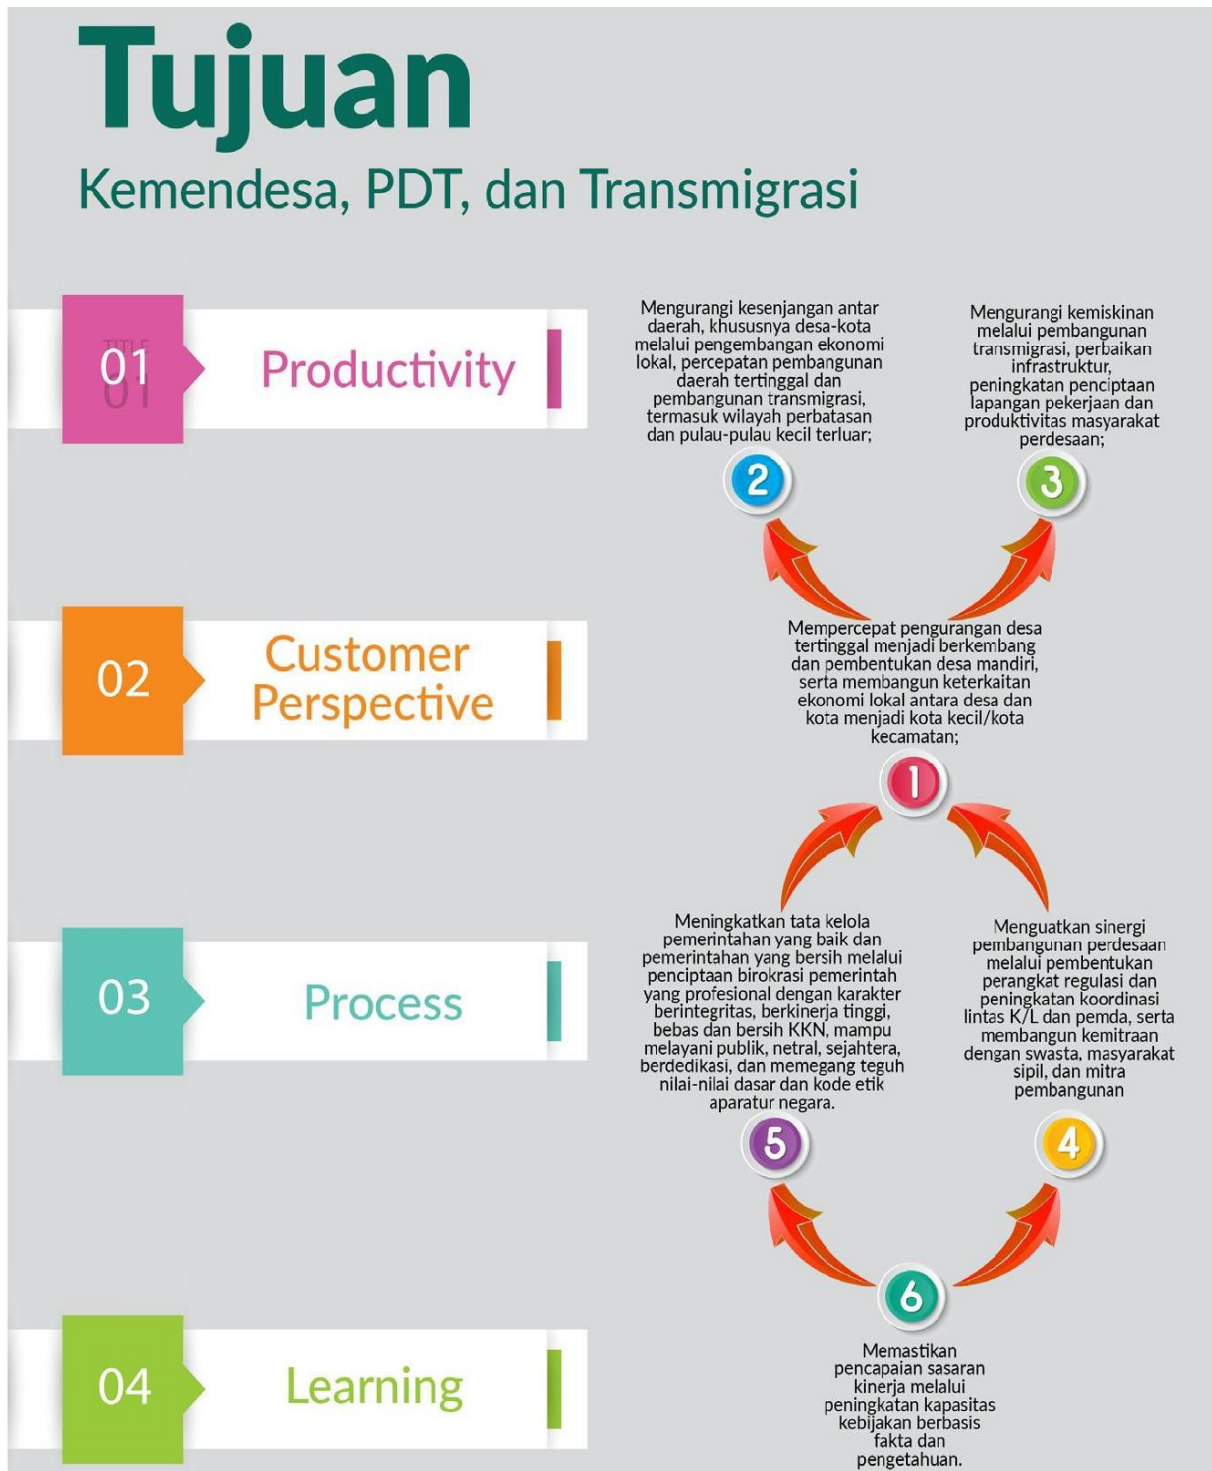 Tujuan
Kemendesa, PDT, dan Transmigrasi
TITLE
01
01
Productivity
Mengurangi kesenjangan antar
daerah, khususnya desa-kota
melalui pengembangan ekonomi
lokal, percepatan pembangunan
daerah tertinggal dan
pembangunan transmigrasi,
termasuk wilayah perbatasan
dan pulau-pulau kecil terluar;
2
Mengurangi kemiskinan
melalui pembangunan
transmigrasi, perbaikan
infrastruktur,
peningkatan penciptaan
lapangan pekerjaan dan
produktivitas masyarakat
perdesaan;
3
02
Customer
Perspective
Mempercepat pengurangan desa
tertinggal menjadi berkembang
dan pembentukan desa mandiri,
serta membangun keterkaitan
ekonomi lokal antara desa dan
kota menjadi kota kecil/kota
kecamatan;
1
03
Process
Meningkatkan tata kelola
pemerintahan yang baik dan
pemerintahan yang bersih melalui
penciptaan birokrasi pemerintah
yang profesional dengan karakter
berintegritas, berkinerja tinggi,
bebas dan bersih KKN, mampu
melayani publik, netral, sejahtera,
berdedikasi, dan memegang teguh
nilai-nilai dasar dan kode etik
aparatur negara.
5
Menguatkan sinergi
pembangunan perdesaan
melalui pembentukan
perangkat regulasi dan
peningkatan koordinasi
lintas K/L dan pemda, serta
membangun kemitraan
dengan swasta, masyarakat
sipil, dan mitra
pembangunan
4
04
Learning
6
Memastikan
pencapaian sasaran
kinerja melalui
peningkatan kapasitas
kebijakan berbasis
fakta dan
pengetahuan.